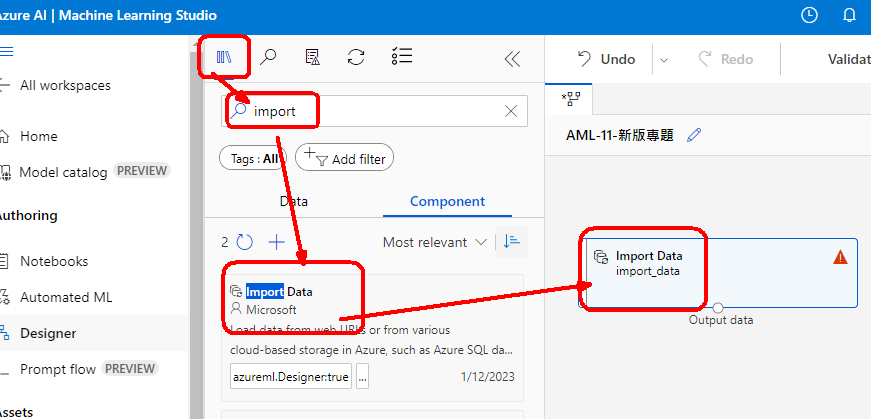 Azure AI | Machine Learning Studio
All workspaces
Home
Model catalog PREVIEW
Authoring
Notebooks
Automated ML
Designer
Prompt flow PREVIEW
Assets
import
Tags : All
Add filter
Data
Component
2
Most relevant
Import Data
Microsoft
Load data from web URLs or from various
cloud-based storage in Azure, such as Azure SQL da...
azureml.Designer:true
...
1/12/2023
Undo
Redo
Validat
AML-11-新版專題
Import Data
import_data
Output data